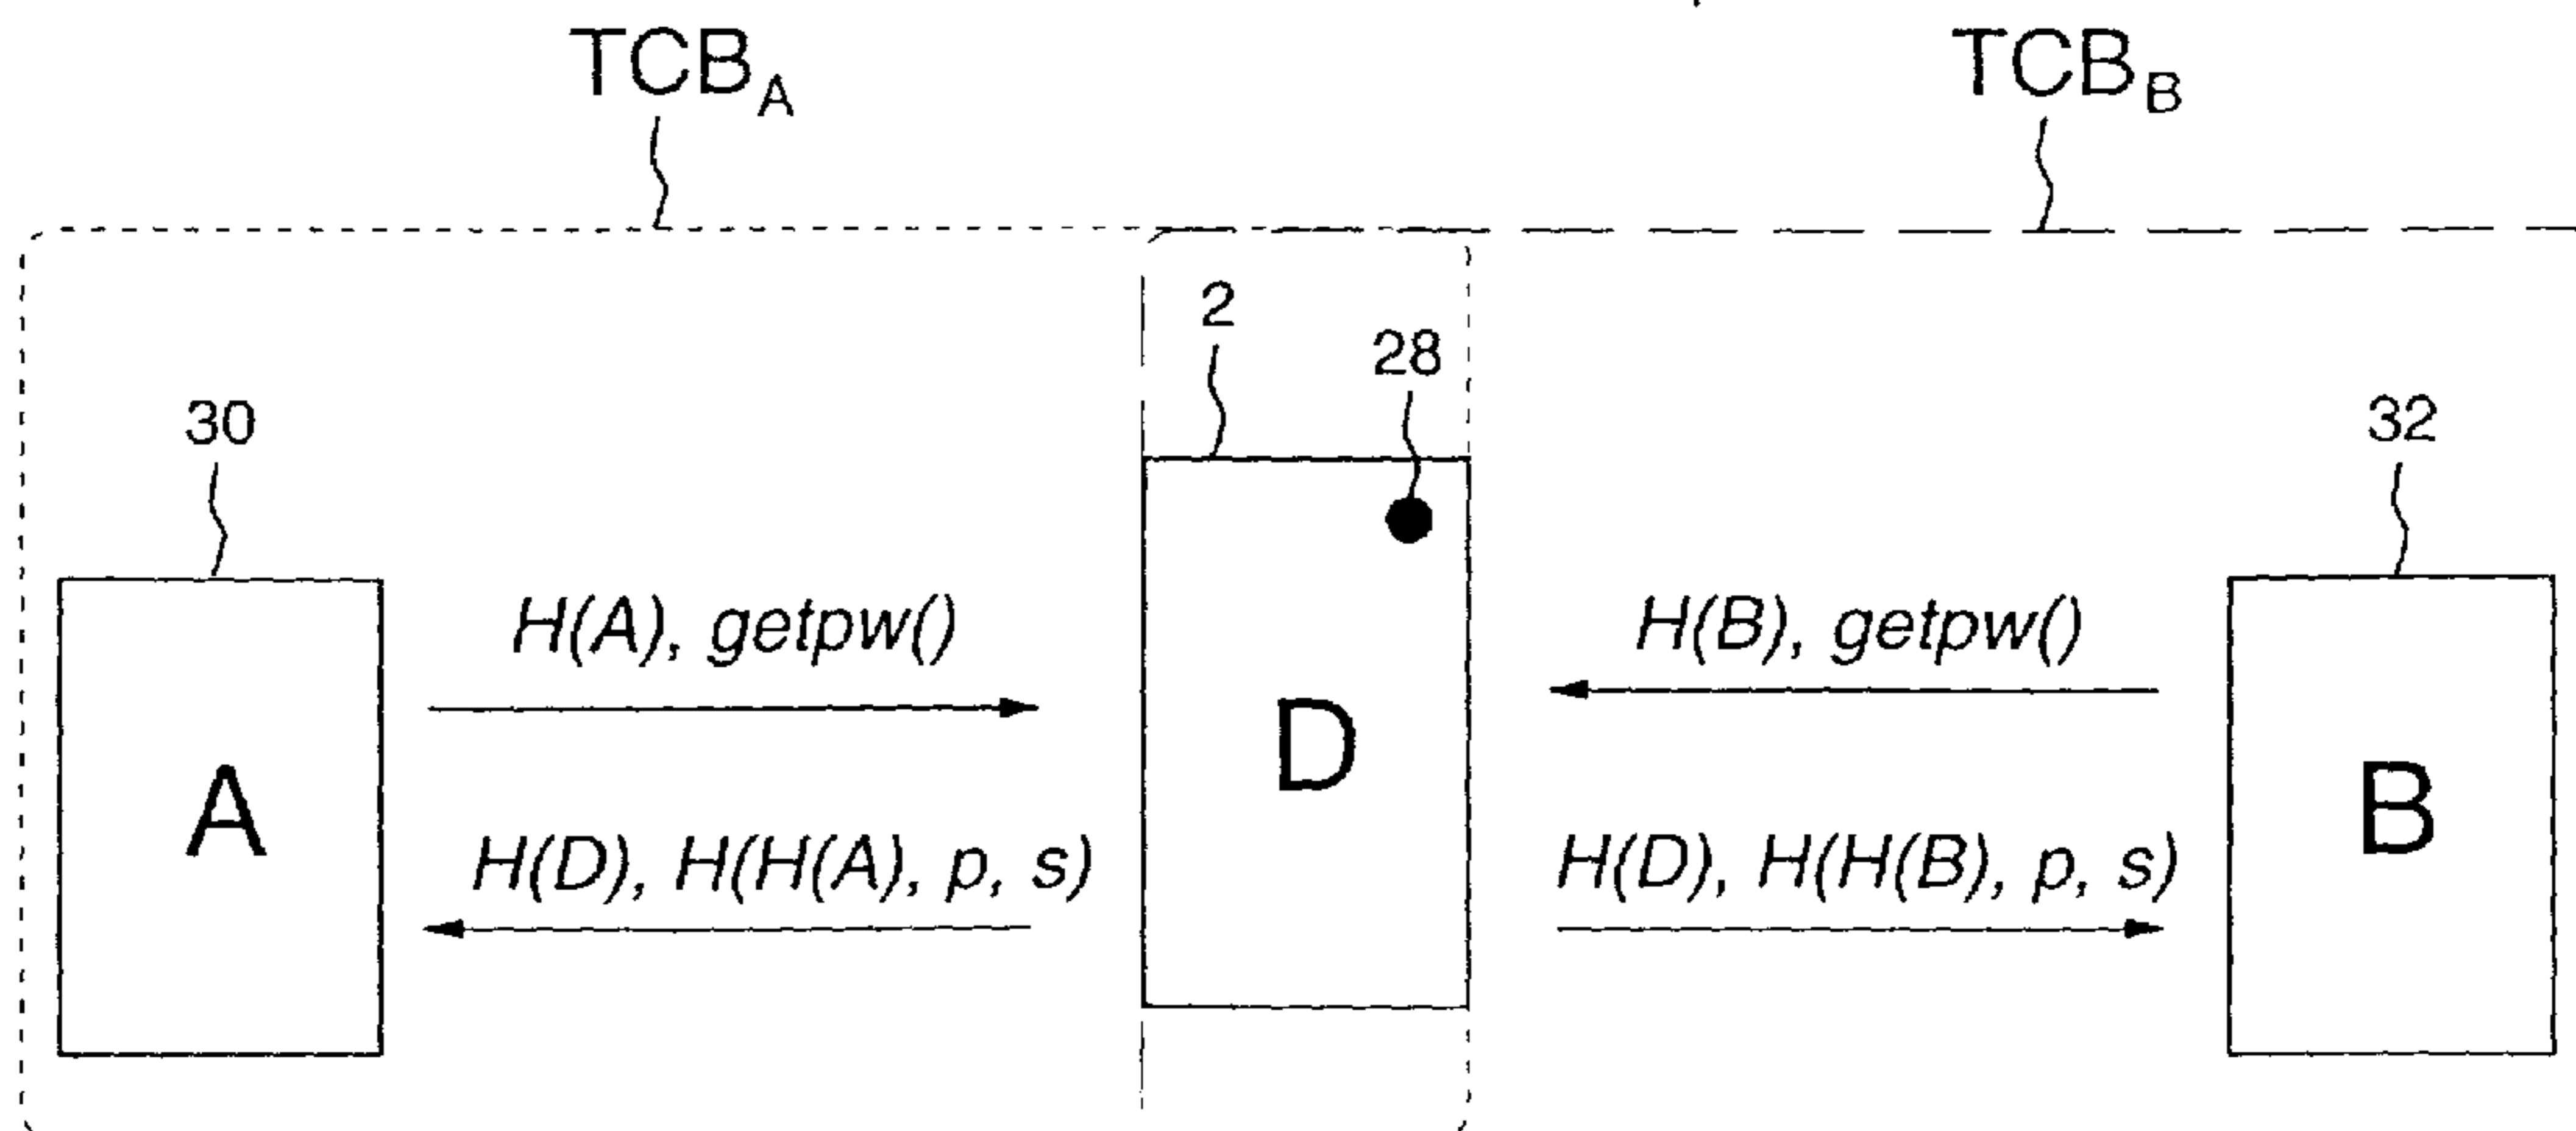 TCB_A TCB_B
2
28
30 32
H(A), getpw() H(B), getpw()
D
A B
H(D), H(H(A), p, s) H(D), H(H(B), p, s)